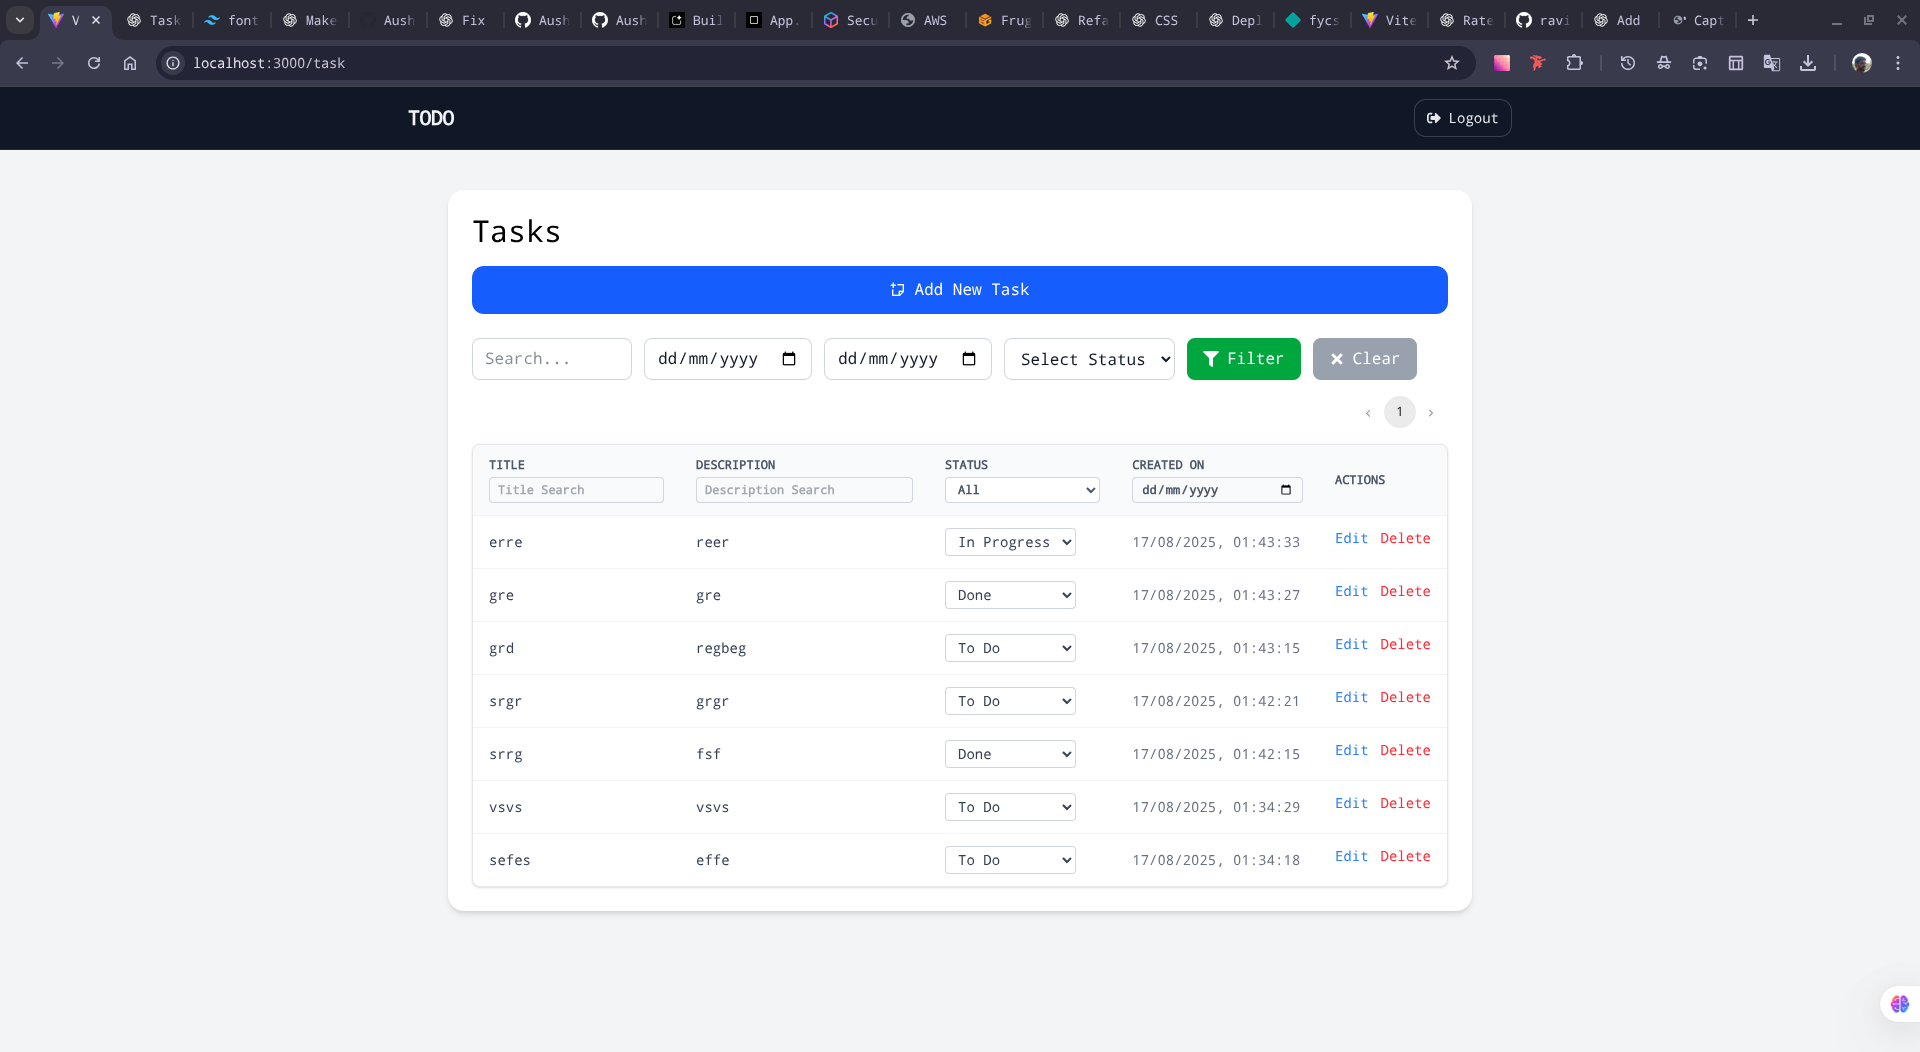 V Task font Make Aush Fix Aush Aush Buil App. Secu AWS Frug Refa CSS Depl fycs Vite Rate ravi Add Capt
localhost:3000/task
TODO Logout
Tasks
Add New Task
Search... dd/mm/yyyy dd/mm/yyyy Select Status Filter Clear
‹ 1 ›
TITLE DESCRIPTION STATUS CREATED ON ACTIONS
Title Search Description Search All dd/mm/yyyy
erre reer In Progress 17/08/2025, 01:43:33 Edit Delete
gre gre Done 17/08/2025, 01:43:27 Edit Delete
grd regbeg To Do 17/08/2025, 01:43:15 Edit Delete
srgr grgr To Do 17/08/2025, 01:42:21 Edit Delete
srrg fsf Done 17/08/2025, 01:42:15 Edit Delete
vsvs vsvs To Do 17/08/2025, 01:34:29 Edit Delete
sefes effe To Do 17/08/2025, 01:34:18 Edit Delete